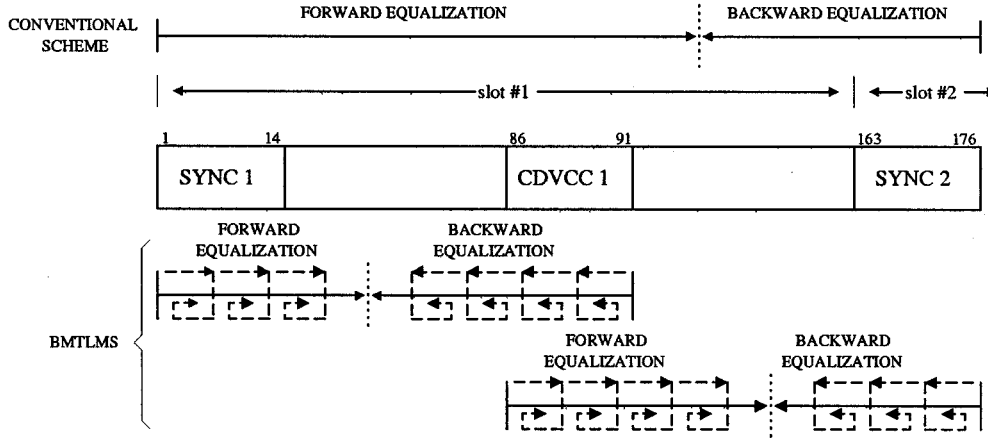 FORWARD EQUALIZATION
BACKWARD EQUALIZATION
CONVENTIONAL
SCHEME
slot #1
slot #2
1
14
86
91
163
176
SYNC 1
CDVCC 1
SYNC 2
FORWARD
EQUALIZATION
BACKWARD
EQUALIZATION
BMTLMS
FORWARD
EQUALIZATION
BACKWARD
EQUALIZATION